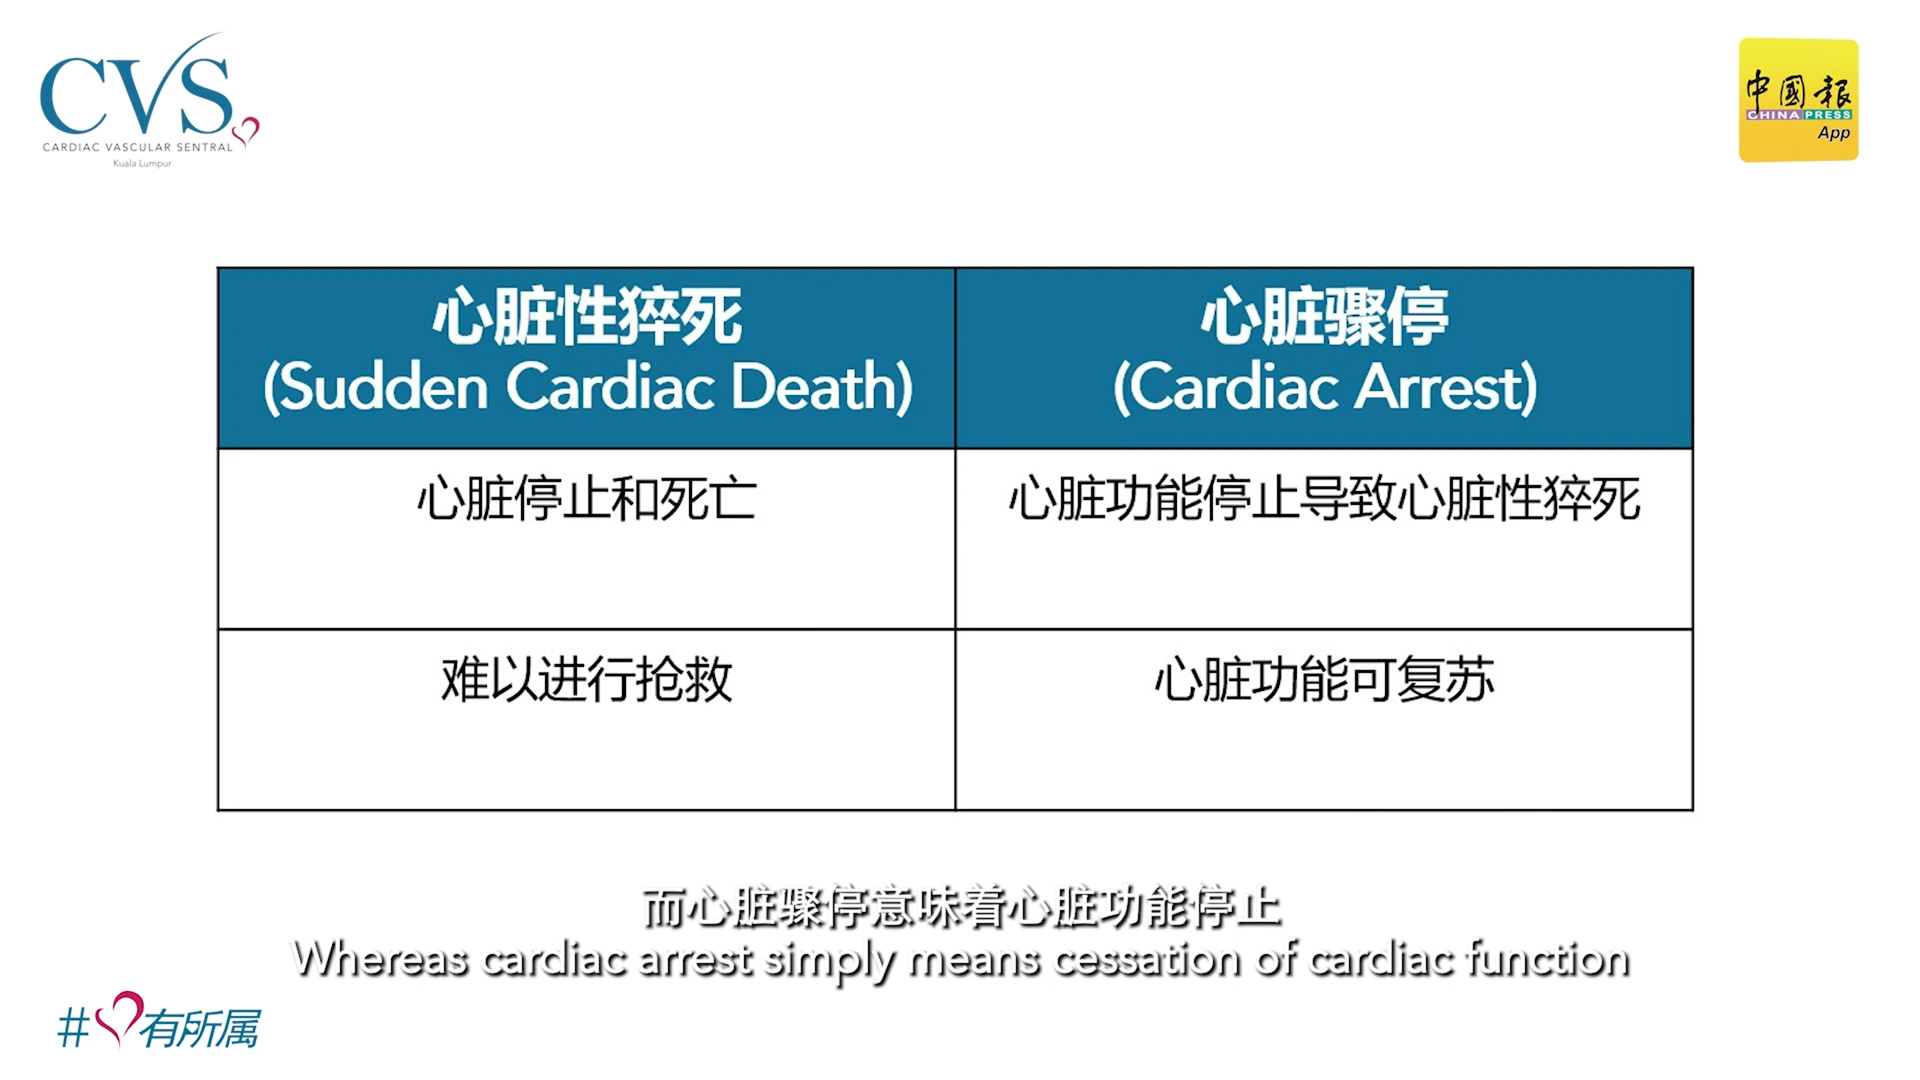 CVS
CARDIAC VASCULAR SENTRAL
Kuala Lumpur
中國報
CHINA PRESS
App
心脏性猝死
(Sudden Cardiac Death)
心脏骤停
(Cardiac Arrest)
心脏停止和死亡
心脏功能停止导致心脏性猝死
难以进行抢救
心脏功能可复苏
而心脏骤停意味着心脏功能停止
Whereas cardiac arrest simply means cessation of cardiac function
#有所属